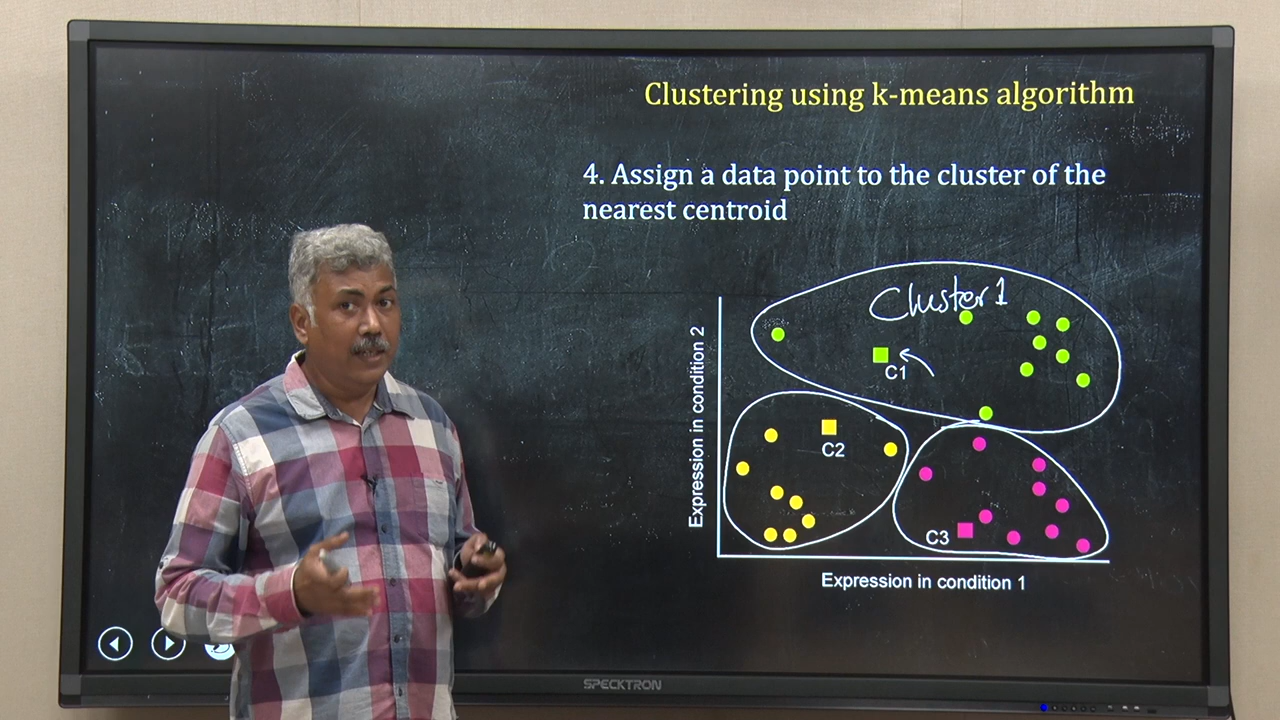 Clustering using k-means algorithm
4. Assign a data point to the cluster of the
nearest centroid
Cluster 1
C1
C2
C3
Expression in condition 2
Expression in condition 1
SPECKTRON